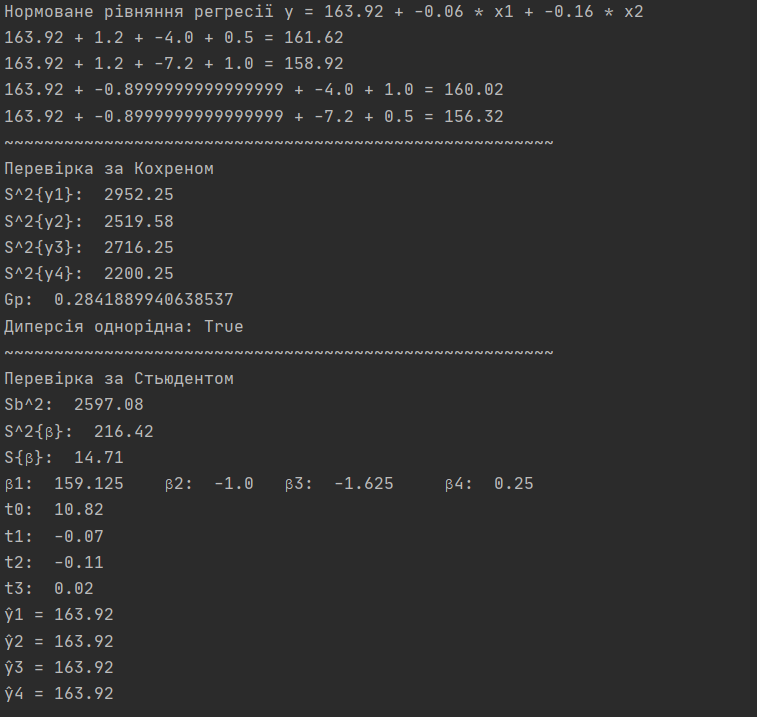 Нормоване рівняння регресії y = 163.92 + -0.06 * x1 + -0.16 * x2
163.92 + 1.2 + -4.0 + 0.5 = 161.62
163.92 + 1.2 + -7.2 + 1.0 = 158.92
163.92 + -0.8999999999999999 + -4.0 + 1.0 = 160.02
163.92 + -0.8999999999999999 + -7.2 + 0.5 = 156.32
~~~~~~~~~~~~~~~~~~~~~~~~~~~~~~~~~~~~~~~~~~~~~~~~~~~~~~~
Перевірка за Кохреном
S^2{y1}:  2952.25
S^2{y2}:  2519.58
S^2{y3}:  2716.25
S^2{y4}:  2200.25
Gp:  0.2841889940638537
Диперсія однорідна: True
~~~~~~~~~~~~~~~~~~~~~~~~~~~~~~~~~~~~~~~~~~~~~~~~~~~~~~~
Перевірка за Стьюдентом
Sb^2:  2597.08
S^2{β}:  216.42
S{β}:  14.71
β1:  159.125    β2:  -1.0   β3:  -1.625     β4:  0.25
t0:  10.82
t1:  -0.07
t2:  -0.11
t3:  0.02
ŷ1 = 163.92
ŷ2 = 163.92
ŷ3 = 163.92
ŷ4 = 163.92